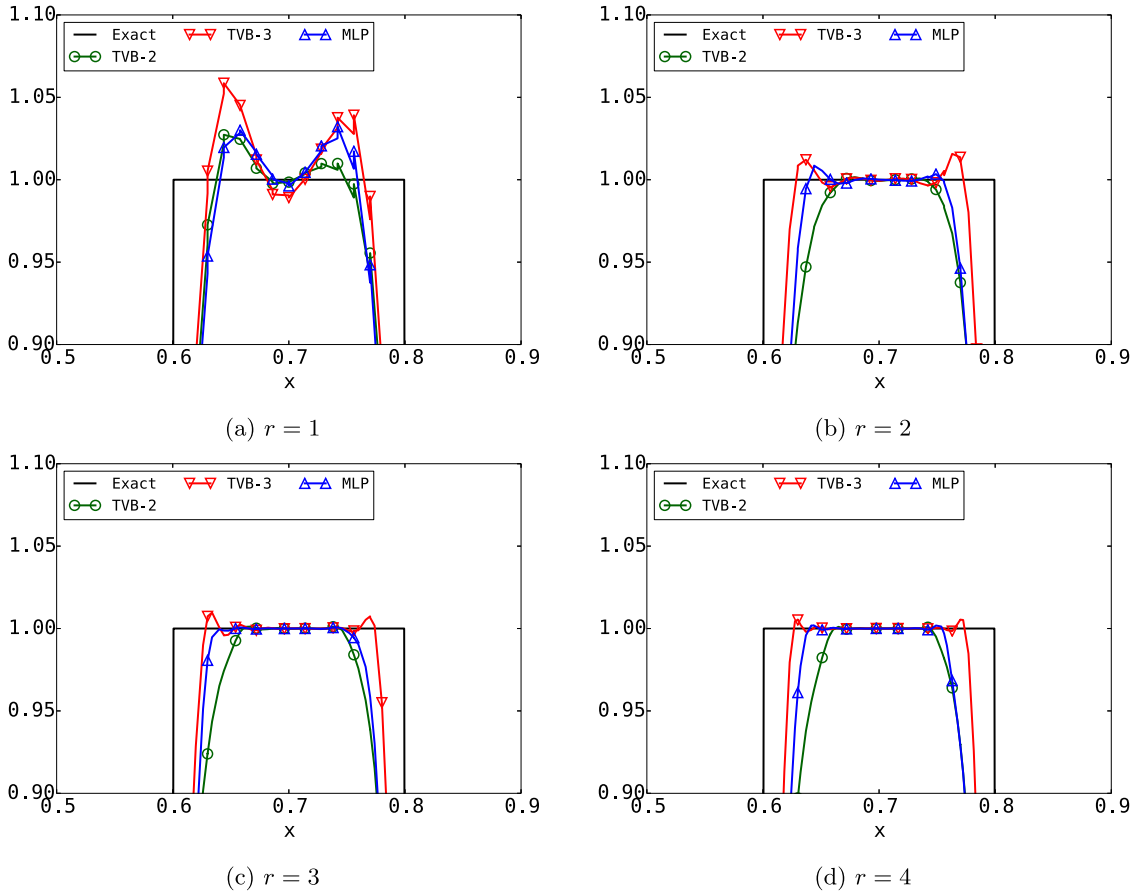 1.10
Exact TVB-3 MLP
TVB-2
1.05
1.00
0.95
0.90
0.5 0.6 0.7 0.8 0.9
x
(a) r = 1
1.10
Exact TVB-3 MLP
TVB-2
1.05
1.00
0.95
0.90
0.5 0.6 0.7 0.8 0.9
x
(b) r = 2
1.10
Exact TVB-3 MLP
TVB-2
1.05
1.00
0.95
0.90
0.5 0.6 0.7 0.8 0.9
x
(c) r = 3
1.10
Exact TVB-3 MLP
TVB-2
1.05
1.00
0.95
0.90
0.5 0.6 0.7 0.8 0.9
x
(d) r = 4